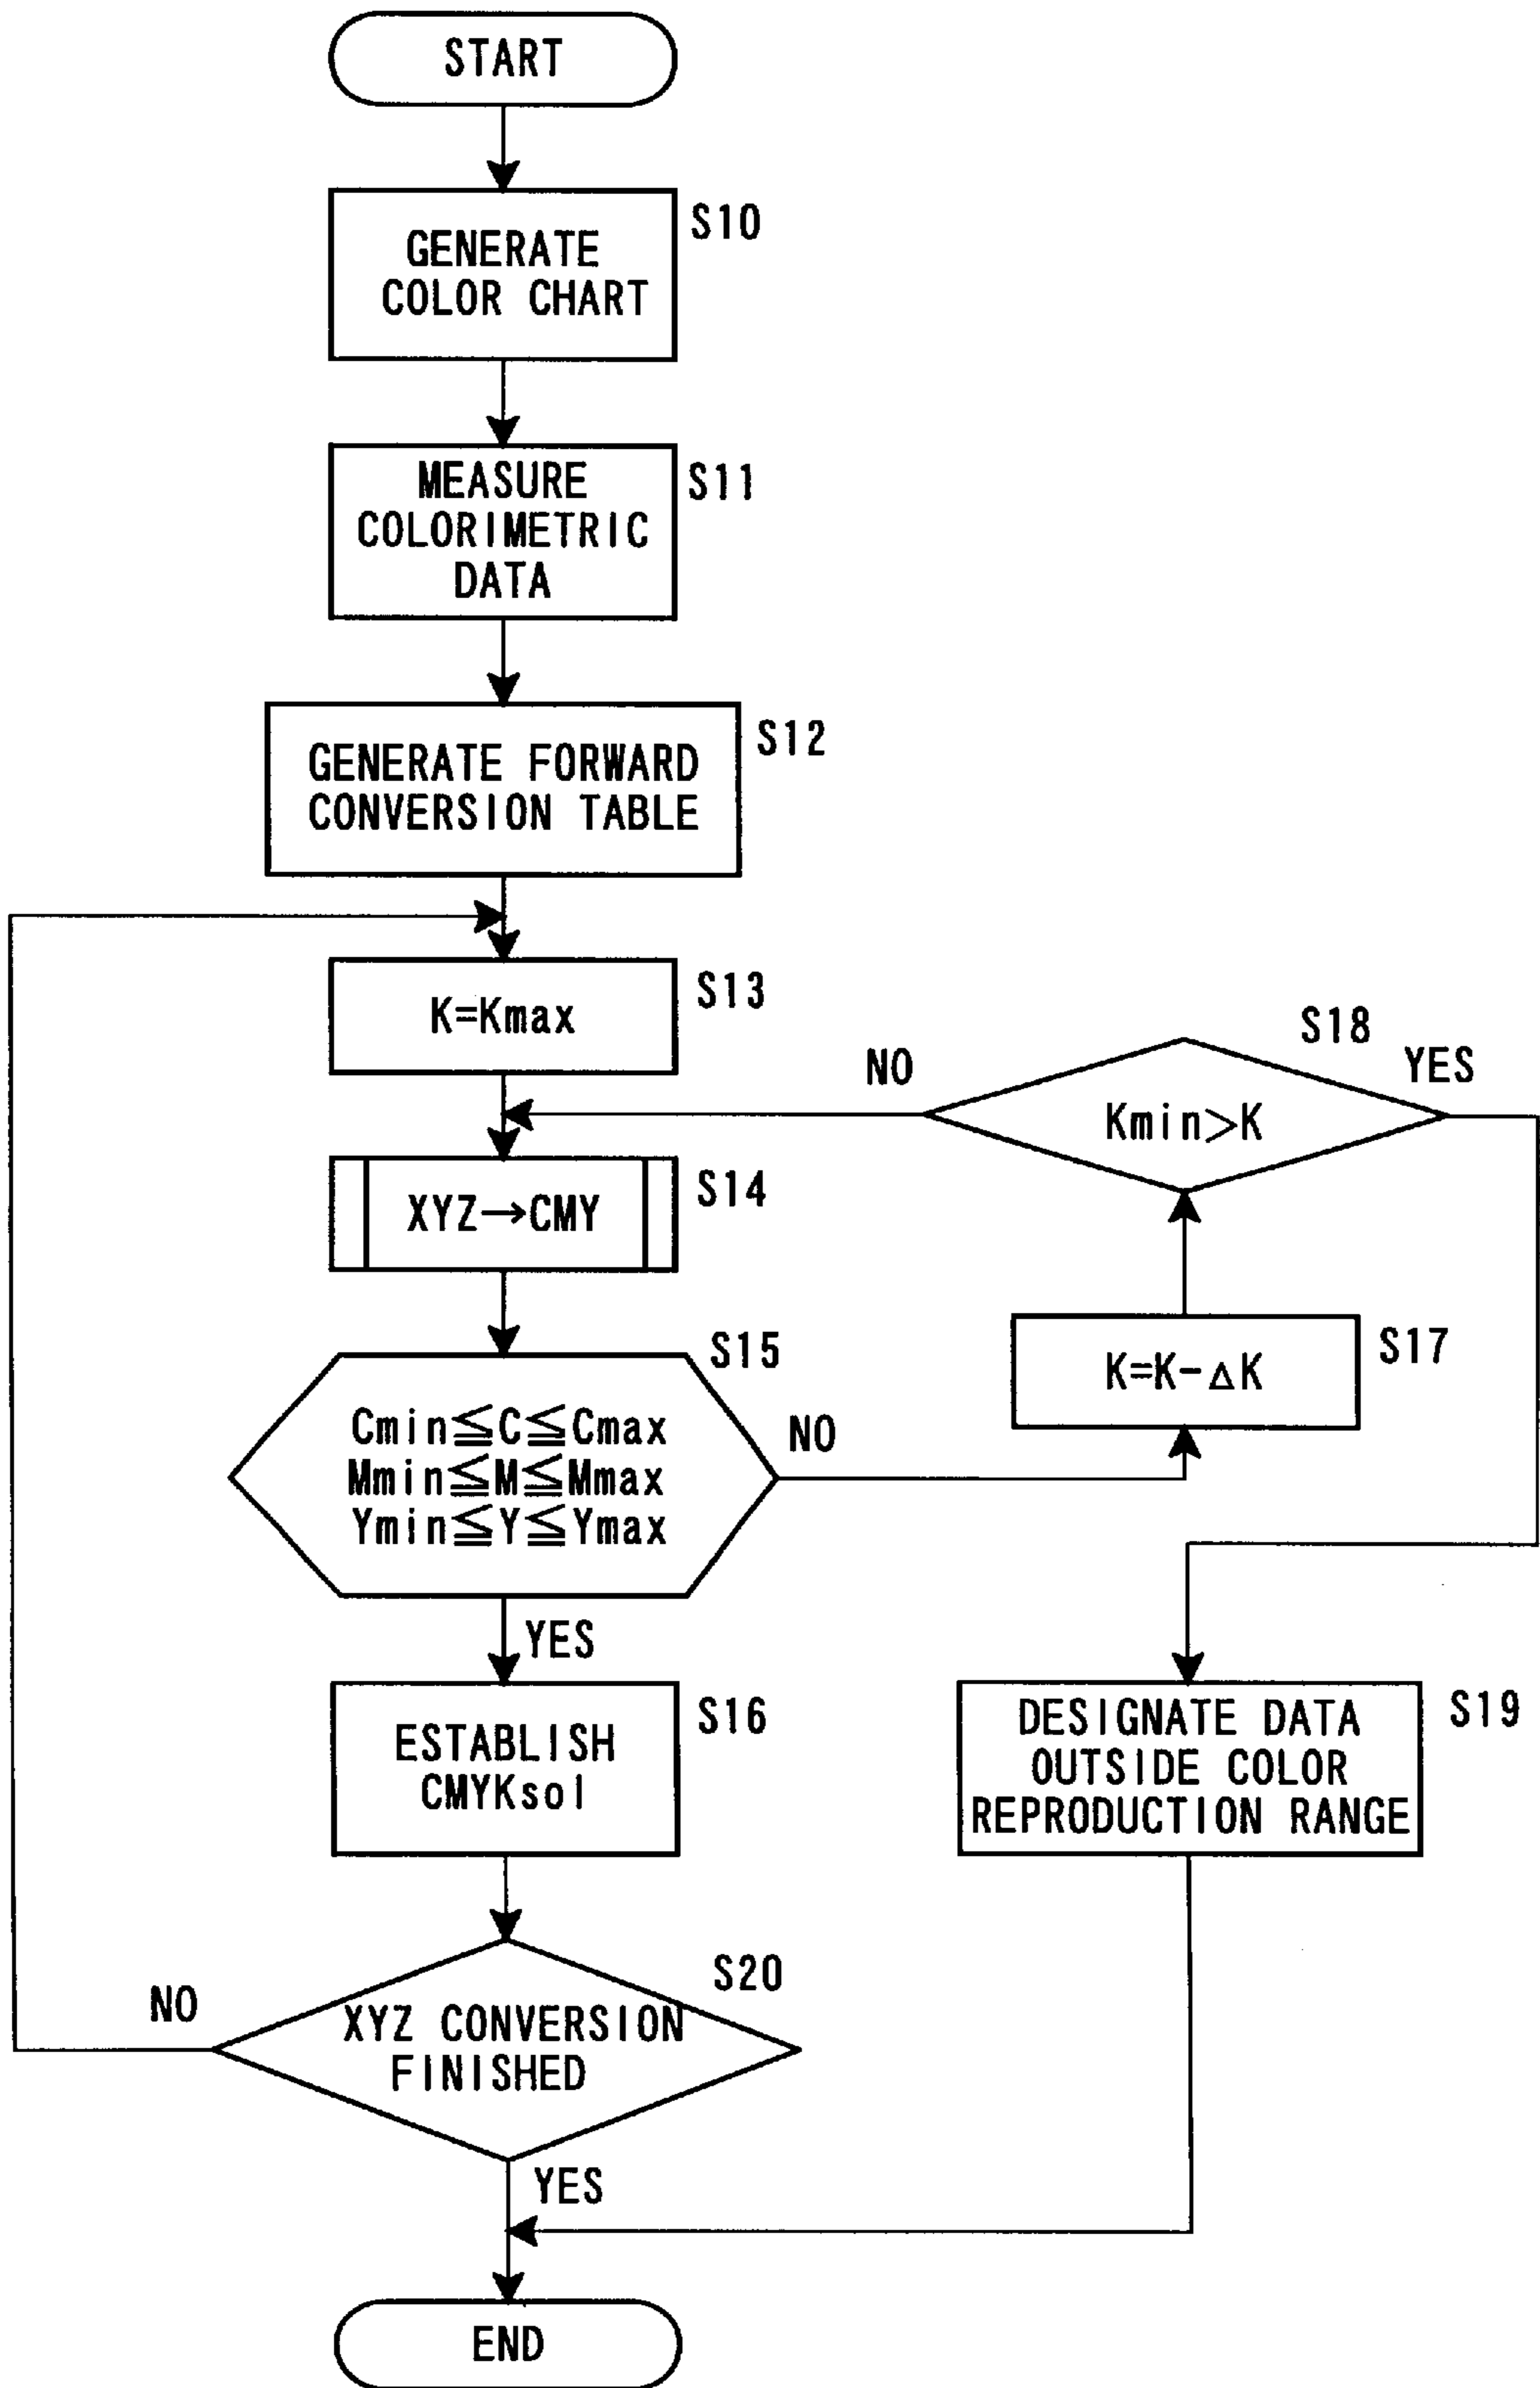 START
S10
GENERATE
COLOR CHART
S11
MEASURE
COLORIMETRIC
DATA
S12
GENERATE FORWARD
CONVERSION TABLE
S13
K=Kmax
S18
NO
YES
Kmin>K
S14
XYZ→CMY
S15
S17
K=K-△K
Cmin≦C≦Cmax
NO
Mmin≦M≦Mmax
Ymin≦Y≦Ymax
YES
S16
ESTABLISH
CMYKsol
S19
DESIGNATE DATA
OUTSIDE COLOR
REPRODUCTION RANGE
S20
NO
XYZ CONVERSION
FINISHED
YES
END